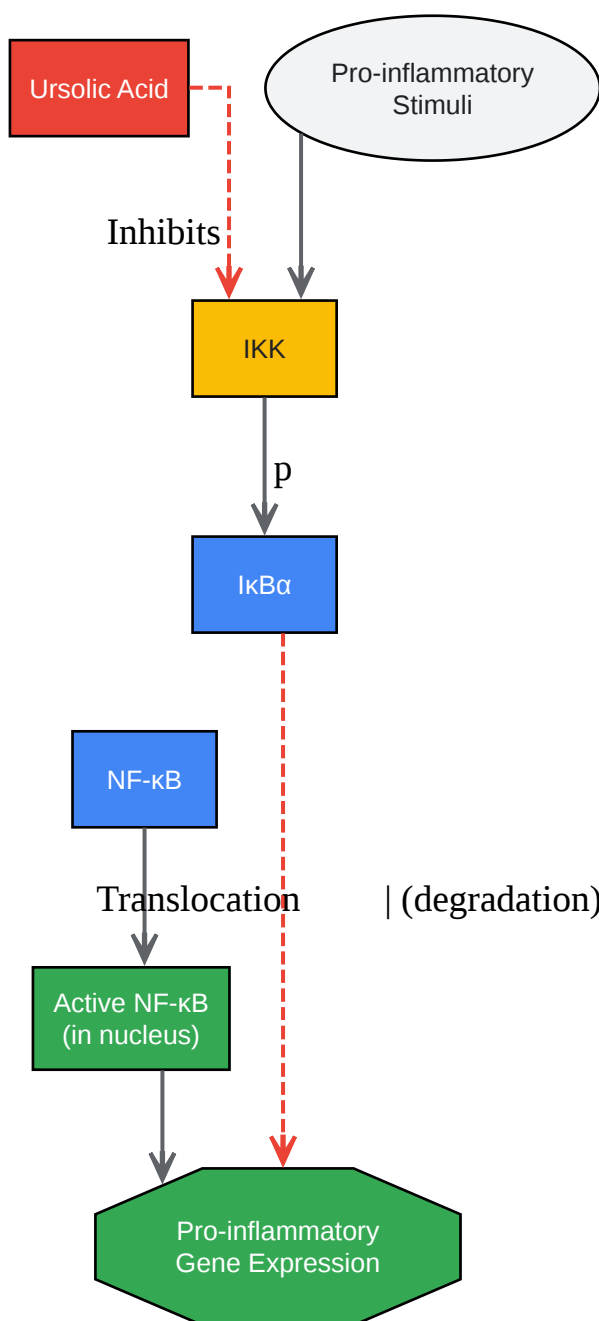 Ursolic Acid
Pro-inflammatory
Stimuli
Inhibits
IKK
p
IκBα
NF-κB
Translocation
| (degradation)
Active NF-κB
(in nucleus)
Pro-inflammatory
Gene Expression